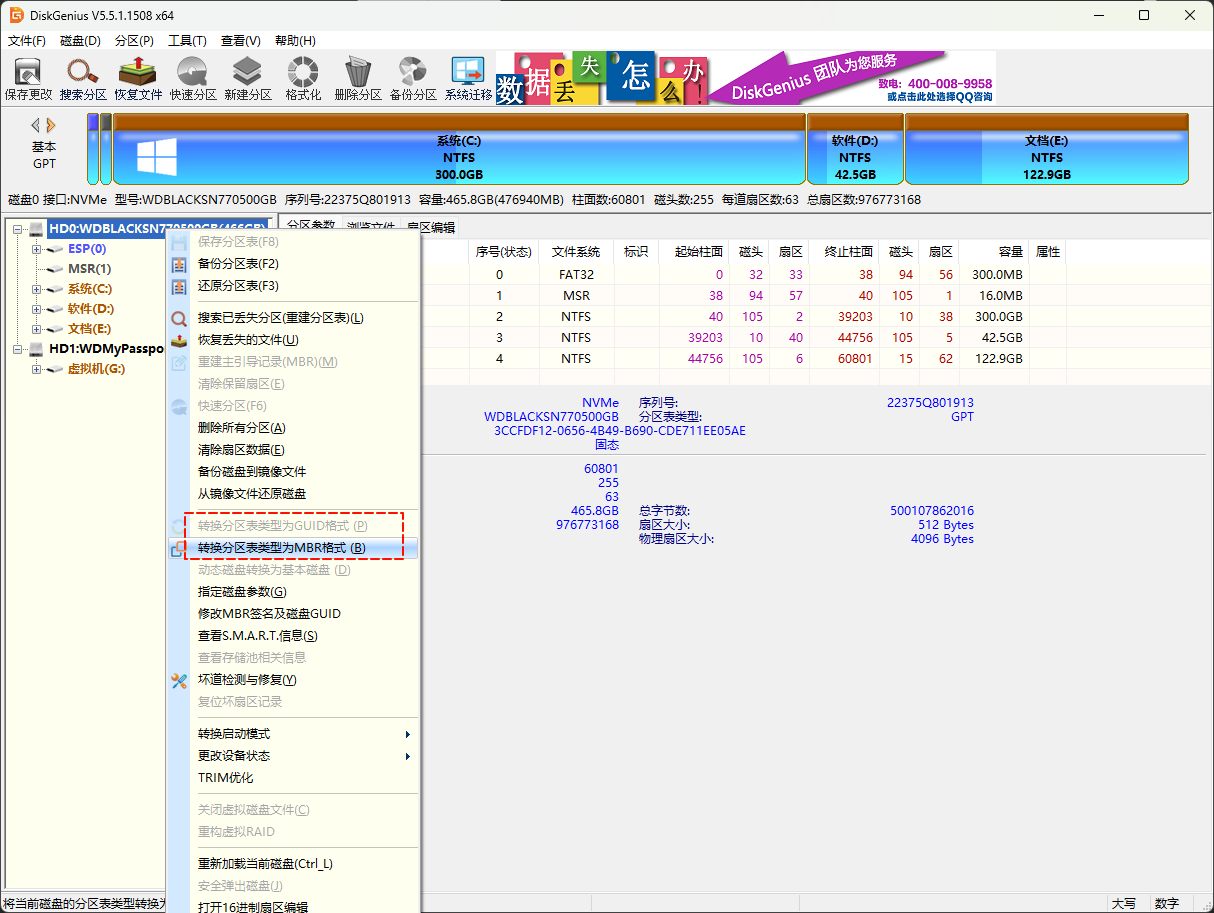 DiskGenius V5.5.1.1508 x64
文件(F) 磁盘(D) 分区(P) 工具(T) 查看(V) 帮助(H)
保存更改 搜索分区 恢复文件 快速分区 新建分区 格式化 删除分区 备份分区 系统迁移
数据丢失怎么办!
DiskGenius 团队为您服务
致电：400-008-9958
或点击此处选择QQ咨询
基本
GPT
系统(C:)
NTFS
300.0GB
软件(D:)
NTFS
42.5GB
文档(E:)
NTFS
122.9GB
磁盘0 接口:NVMe 型号:WDBLACKSN770500GB 序列号:22375Q801913 容量:465.8GB(476940MB) 柱面数:60801 磁头数:255 每道扇区数:63 总扇区数:976773168
HD0:WDBLACKSN770500GB(466GB)
ESP(0)
MSR(1)
系统(C:)
软件(D:)
文档(E:)
HD1:WDMyPasspo
虚拟机(G:)
分区参数 浏览文件 扇区编辑
序号(状态) 文件系统 标识 起始柱面 磁头 扇区 终止柱面 磁头 扇区 容量 属性
0 FAT32 0 32 33 38 94 56 300.0MB
1 MSR 38 94 57 40 105 1 16.0MB
2 NTFS 40 105 2 39203 10 38 300.0GB
3 NTFS 39203 10 40 44756 105 5 42.5GB
4 NTFS 44756 105 6 60801 15 62 122.9GB
NVMe 序列号: 22375Q801913
WDBLACKSN770500GB 分区表类型: GPT
3CCFDF12-0656-4B49-B690-CDE711EE05AE
固态
60801
255
63
465.8GB 总字节数: 500107862016
976773168 扇区大小: 512 Bytes
物理扇区大小: 4096 Bytes
保存分区表(F8)
备份分区表(F2)
还原分区表(F3)
搜索已丢失分区(重建分区表)(L)
恢复丢失的文件(U)
重建主引导记录(MBR)(M)
清除保留扇区(E)
快速分区(F6)
删除所有分区(A)
清除扇区数据(E)
备份磁盘到镜像文件
从镜像文件还原磁盘
转换分区表类型为GUID格式 (P)
转换分区表类型为MBR格式 (B)
动态磁盘转换为基本磁盘 (D)
指定磁盘参数(G)
修改MBR签名及磁盘GUID
查看S.M.A.R.T.信息(S)
查看存储池相关信息
坏道检测与修复(Y)
复位坏扇区记录
转换启动模式
更改设备状态
TRIM优化
关闭虚拟磁盘文件(C)
重构虚拟RAID
重新加载当前磁盘(Ctrl_L)
安全弹出磁盘(J)
打开16进制扇区编辑
将当前磁盘的分区表类型转换为
大写 数字